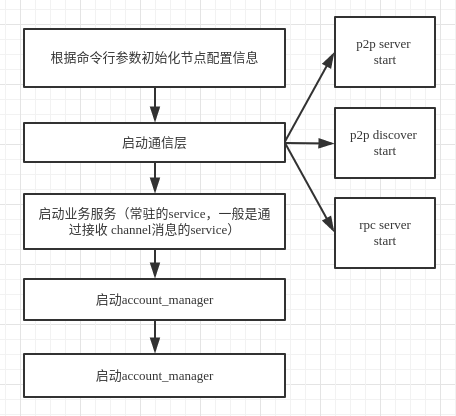 根据命令行参数初始化节点配置信息
启动通信层
启动业务服务（常驻的service，一般是通
过接收 channel消息的service）
启动account_manager
启动account_manager
p2p server
start
p2p discover
start
rpc server
start